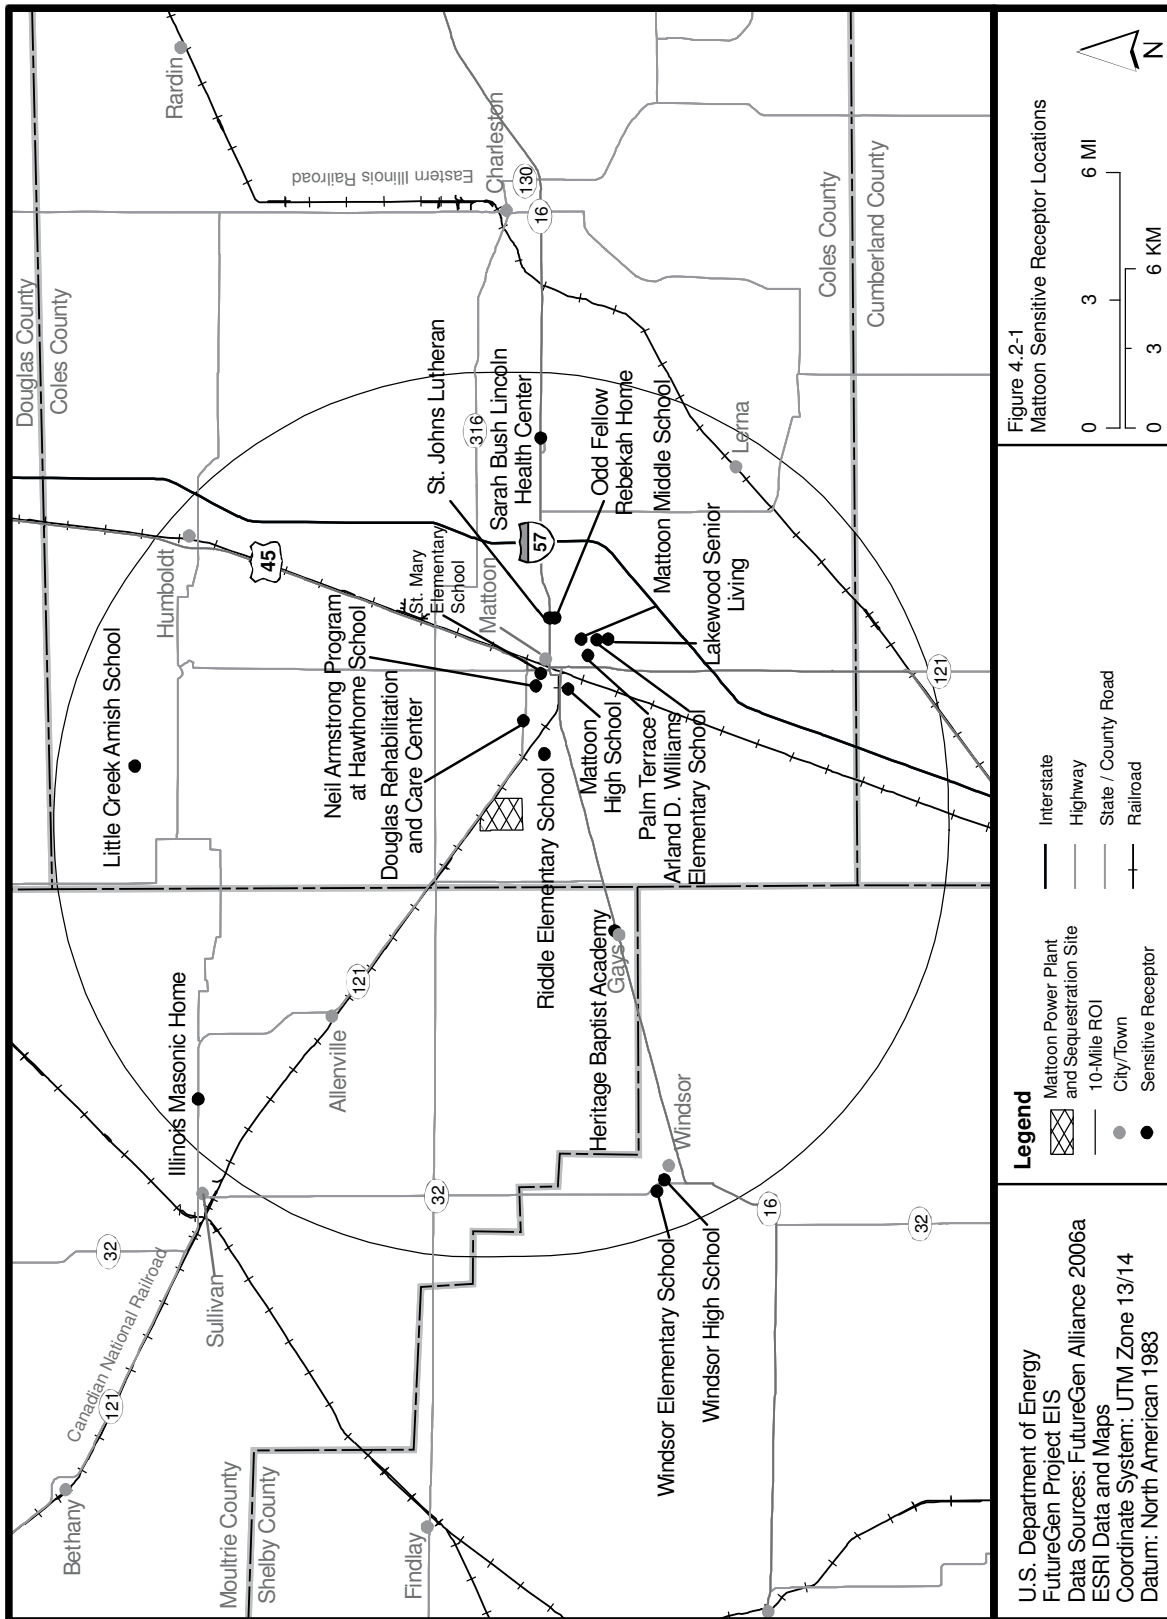 Bethany
121
Canadian National Railroad
32
Sullivan
Moultrie County
Shelby County
Findlay
Illinois Masonic Home
Allenville
121
32
Little Creek Amish School
Humboldt
45
Douglas County
Coles County
Rardin
Eastern Illinois Railroad
Charleston
130
16
316
Neil Armstrong Program
at Hawthorne School
Douglas Rehabilitation
and Care Center
St. Mary
Elementary
School
Mattoon
St. Johns Lutheran
Sarah Bush Lincoln
Health Center
57
Odd Fellow
Rebekah Home
Mattoon Middle School
Lakewood Senior
Living
Riddle Elementary School
Mattoon
High School
Palm Terrace
Arland D. Williams
Elementary School
Heritage Baptist Academy
Gays
Windsor
Windsor Elementary School
Windsor High School
16
32
Lerna
121
Coles County
Cumberland County
U.S. Department of Energy
FutureGen Project EIS
Data Sources: FutureGen Alliance 2006a
ESRI Data and Maps
Coordinate System: UTM Zone 13/14
Datum: North American 1983
Legend
Mattoon Power Plant
and Sequestration Site
10-Mile ROI
City/Town
Sensitive Receptor
Interstate
Highway
State / County Road
Railroad
Figure 4.2-1
Mattoon Sensitive Receptor Locations
0 3 6 MI
0 3 6 KM
N